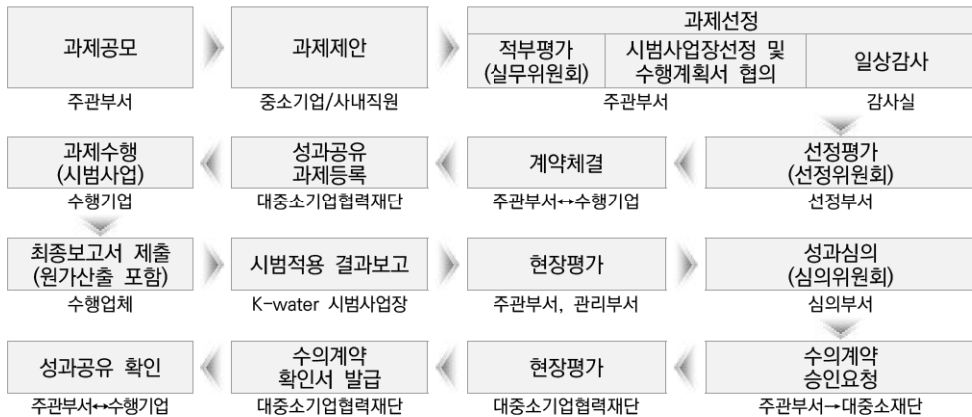 과제공모
주관부서
과제제안
중소기업/사내직원
과제선정
적부평가
(실무위원회)
시범사업장선정 및
수행계획서 협의
주관부서
일상감사
감사실
선정평가
(선정위원회)
선정부서
계약체결
주관부서↔수행기업
성과공유
과제등록
대중소기업협력재단
과제수행
(시범사업)
수행기업
최종보고서 제출
(원가산출 포함)
수행업체
시범적용 결과보고
K-water 시범사업장
현장평가
주관부서, 관리부서
성과심의
(심의위원회)
심의부서
수의계약
승인요청
주관부서→대중소재단
현장평가
대중소기업협력재단
수의계약
확인서 발급
대중소기업협력재단
성과공유 확인
주관부서↔수행기업